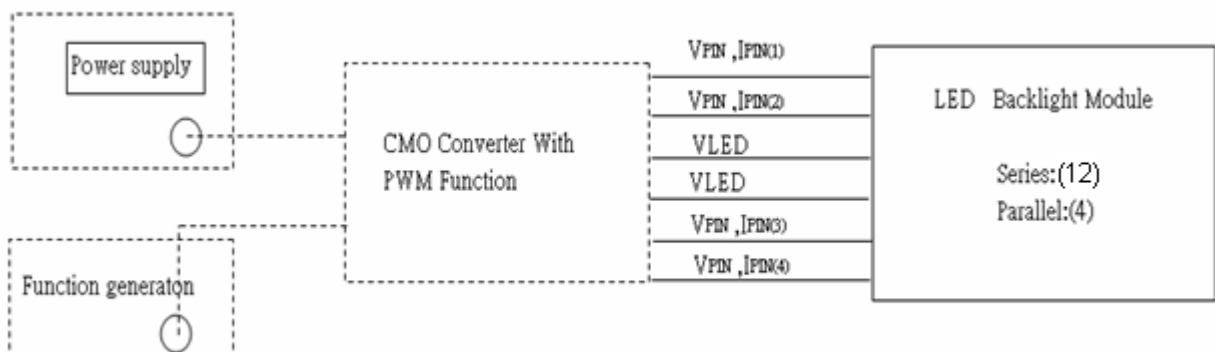 Power supply
Function generaton
CMO Converter With
PWM Function
VPIN ,IPIN(1)
VPIN ,IPIN(2)
VLED
VLED
VPIN ,IPIN(3)
VPIN ,IPIN(4)
LED Backlight Module
Series:(12)
Parallel:(4)